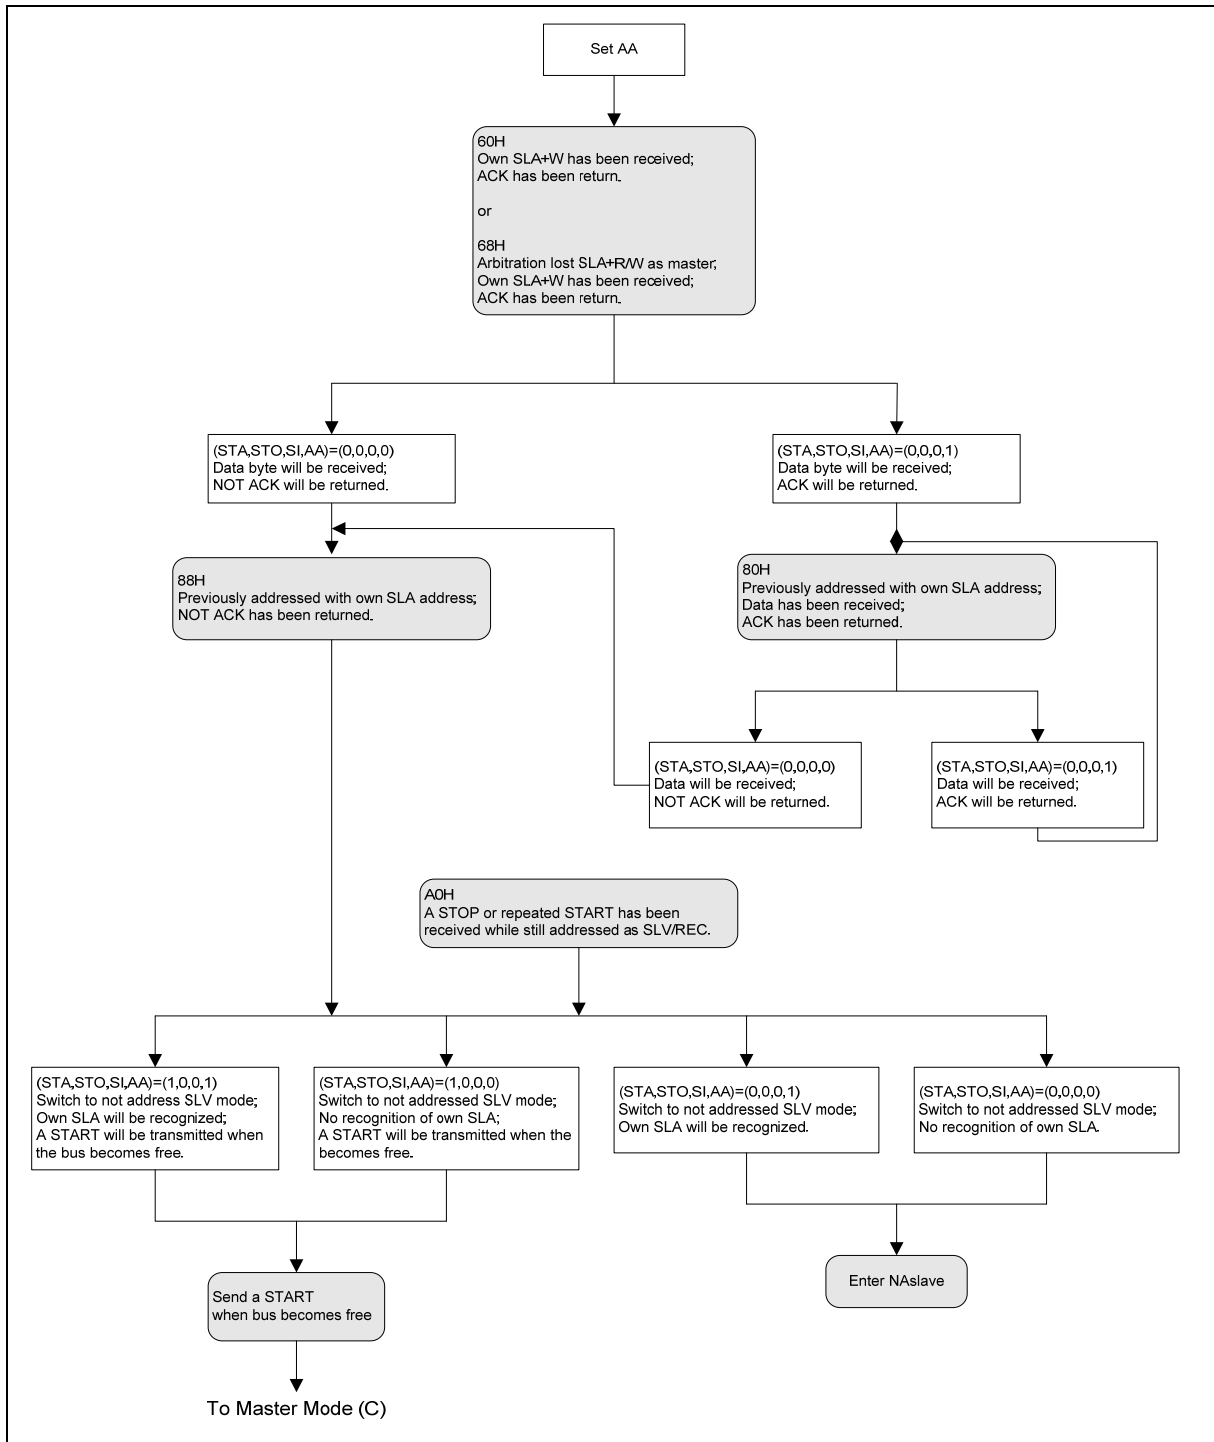 Set AA
60H
Own SLA+W has been received;
ACK has been return.
or
68H
Arbitration lost SLA+R/W as master;
Own SLA+W has been received;
ACK has been return.
(STA,STO,SI,AA)=(0,0,0,0)
Data byte will be received;
NOT ACK will be returned.
(STA,STO,SI,AA)=(0,0,0,1)
Data byte will be received;
ACK will be returned.
88H
Previously addressed with own SLA address;
NOT ACK has been returned.
80H
Previously addressed with own SLA address;
Data has been received;
ACK has been returned.
(STA,STO,SI,AA)=(0,0,0,0)
Data will be received;
NOT ACK will be returned.
(STA,STO,SI,AA)=(0,0,0,1)
Data will be received;
ACK will be returned.
A0H
A STOP or repeated START has been
received while still addressed as SLV/REC.
(STA,STO,SI,AA)=(1,0,0,1)
Switch to not address SLV mode;
Own SLA will be recognized;
A START will be transmitted when
the bus becomes free.
(STA,STO,SI,AA)=(1,0,0,0)
Switch to not addressed SLV mode;
No recognition of own SLA;
A START will be transmitted when the
becomes free.
(STA,STO,SI,AA)=(0,0,0,1)
Switch to not addressed SLV mode;
Own SLA will be recognized.
(STA,STO,SI,AA)=(0,0,0,0)
Switch to not addressed SLV mode;
No recognition of own SLA.
Send a START
when bus becomes free
Enter NAslave
To Master Mode (C)